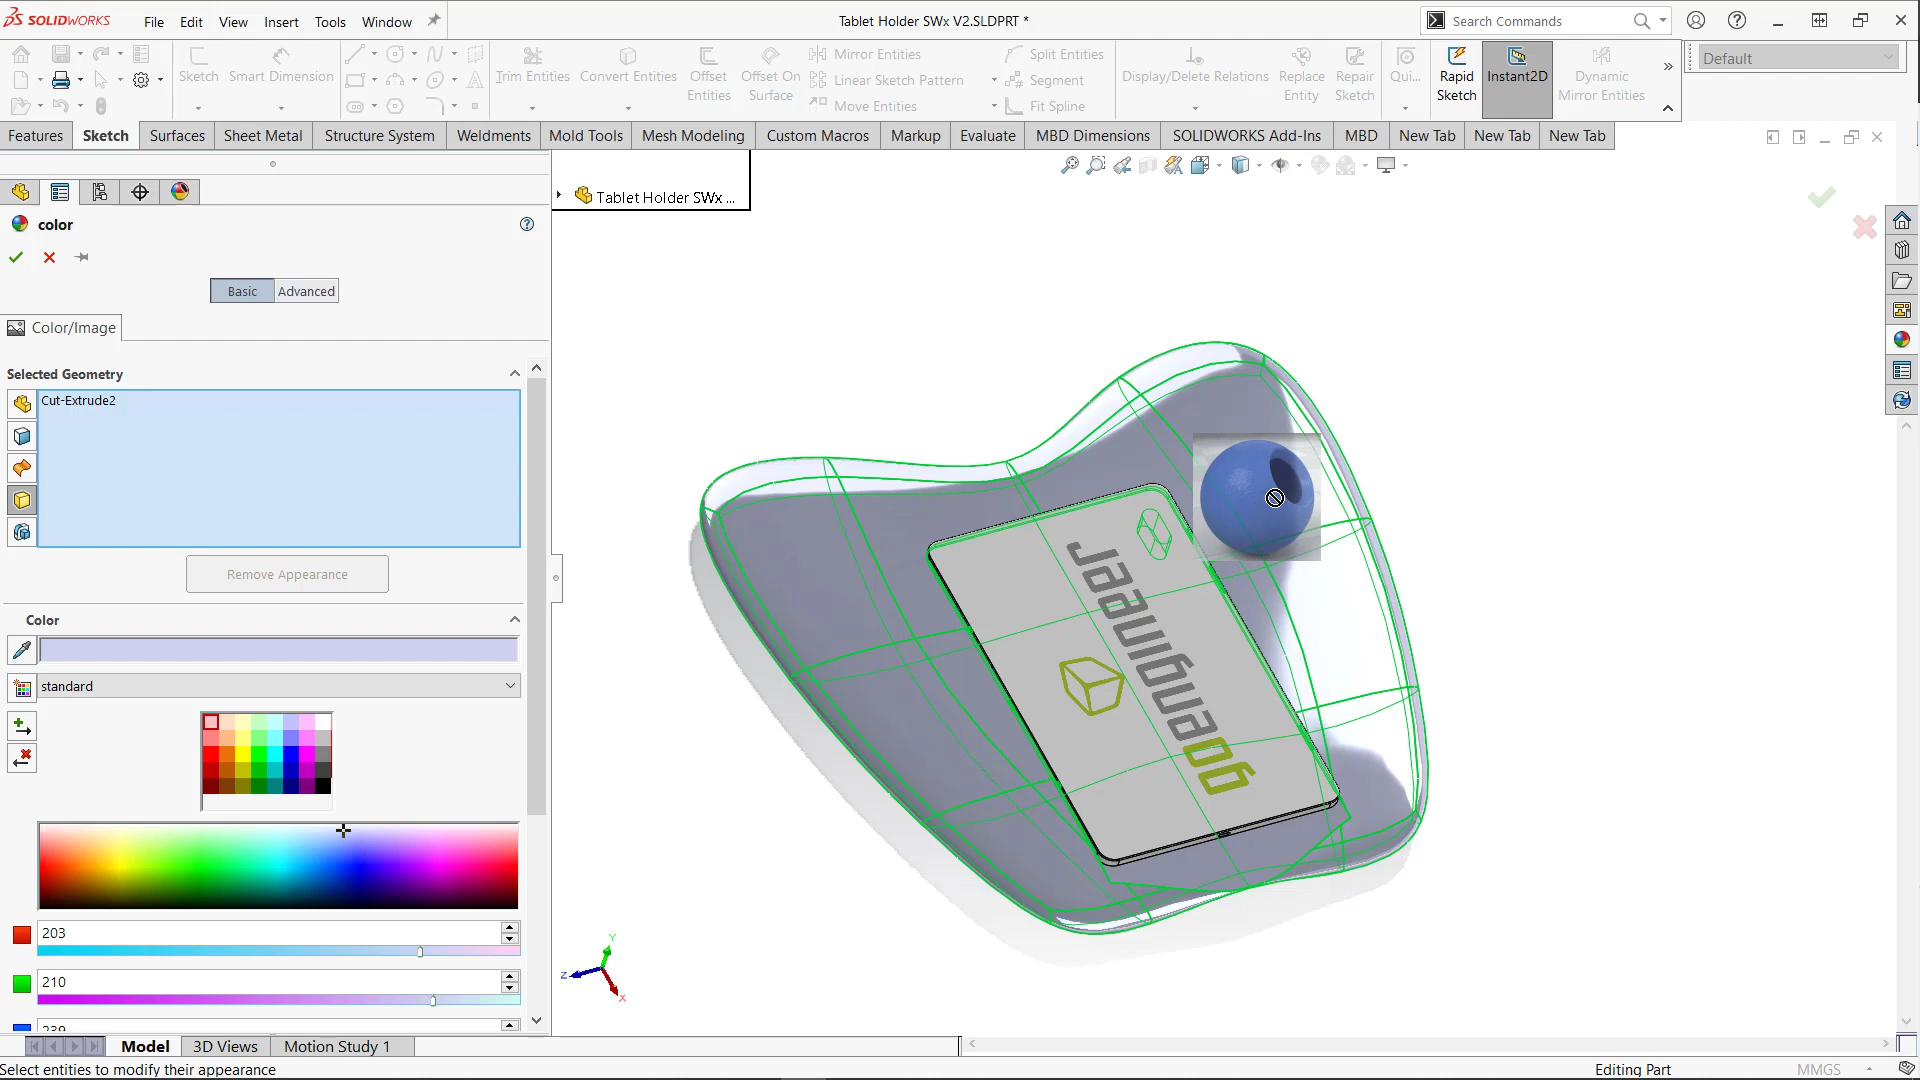 SOLIDWORKS File Edit View Insert Tools Window Tablet Holder SWx V2.SLDPRT * Search Commands
Sketch Smart Dimension Trim Entities Convert Entities Offset Entities Offset On Surface Mirror Entities Linear Sketch Pattern Move Entities Split Entities Segment Fit Spline Display/Delete Relations Replace Entity Repair Sketch Qui... Rapid Sketch Instant2D Dynamic Mirror Entities Default
Features Sketch Surfaces Sheet Metal Structure System Weldments Mold Tools Mesh Modeling Custom Macros Markup Evaluate MBD Dimensions SOLIDWORKS Add-Ins MBD New Tab New Tab New Tab
Tablet Holder SWx ...
color
Basic Advanced
Color/Image
Selected Geometry
Cut-Extrude2
Remove Appearance
Color
standard
203
210
239
Y
Z
X
Model 3D Views Motion Study 1
Select entities to modify their appearance Editing Part MMGS